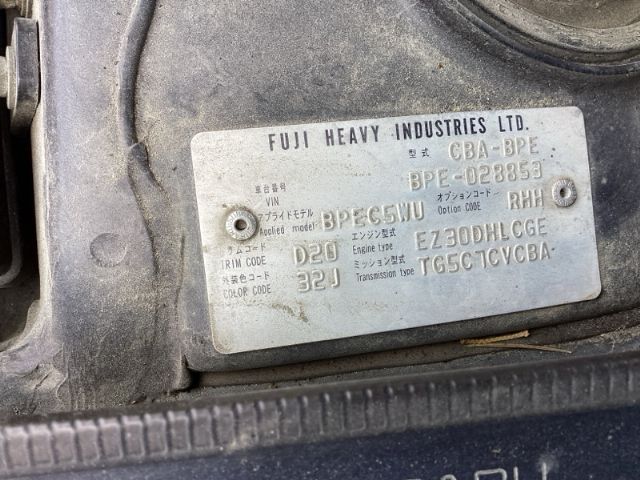 FUJI HEAVY INDUSTRIES LTD.
型式 CBA-BPE
車台番号 VIN BPE-028853
アプライドモデル Applied model BPEC5WU オプションコード Option CODE RHH
トリムコード TRIM CODE D20 エンジン型式 Engine type EZ30DHLCGE
外装色コード COLOR CODE 32J ミッション型式 Transmission type TG5C7CVCBA